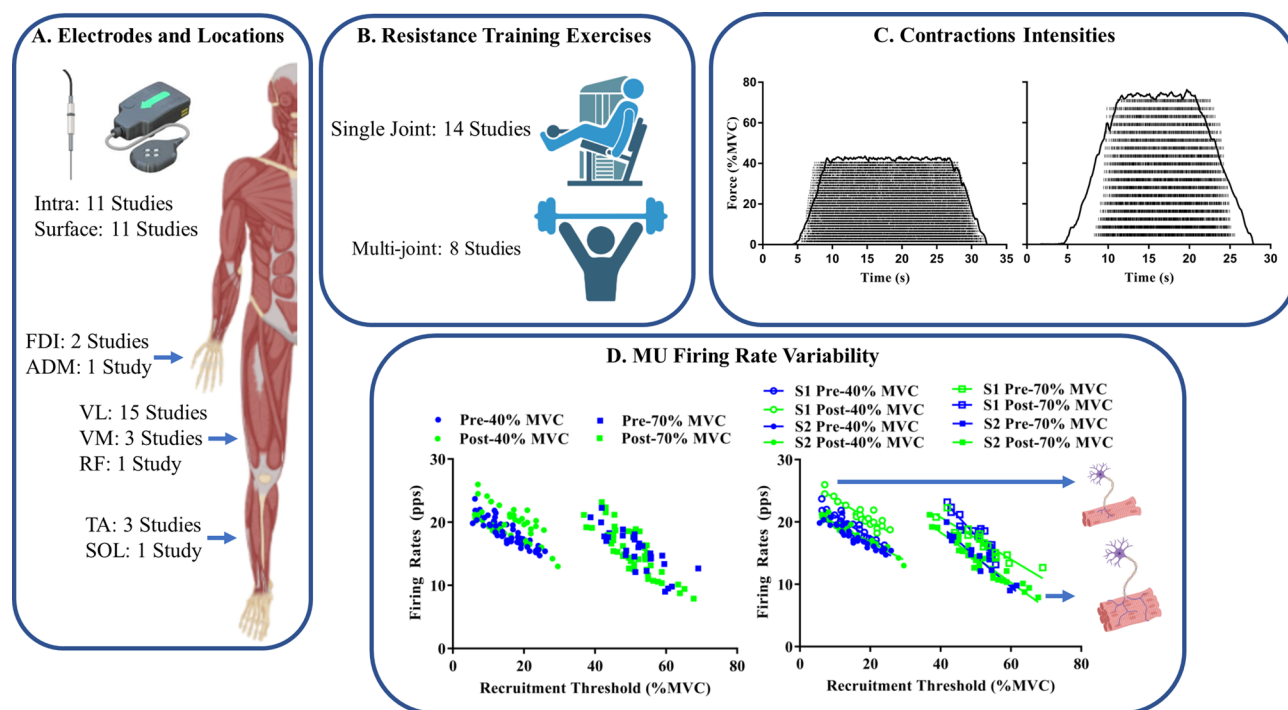 A. Electrodes and Locations
Intra: 11 Studies
Surface: 11 Studies
FDI: 2 Studies
ADM: 1 Study
VL: 15 Studies
VM: 3 Studies
RF: 1 Study
TA: 3 Studies
SOL: 1 Study
B. Resistance Training Exercises
Single Joint: 14 Studies
Multi-joint: 8 Studies
C. Contractions Intensities
Force (%MVC)
80
60
40
20
0
0 5 10 15 20 25 30 35
Time (s)
0 5 10 15 20 25 30
Time (s)
D. MU Firing Rate Variability
Pre-40% MVC
Post-40% MVC
Pre-70% MVC
Post-70% MVC
Firing Rates (pps)
30
20
10
0
0 20 40 60 80
Recruitment Threshold (%MVC)
S1 Pre-40% MVC
S1 Post-40% MVC
S2 Pre-40% MVC
S2 Post-40% MVC
S1 Pre-70% MVC
S1 Post-70% MVC
S2 Pre-70% MVC
S2 Post-70% MVC
Firing Rates (pps)
30
20
10
0
0 20 40 60 80
Recruitment Threshold (%MVC)